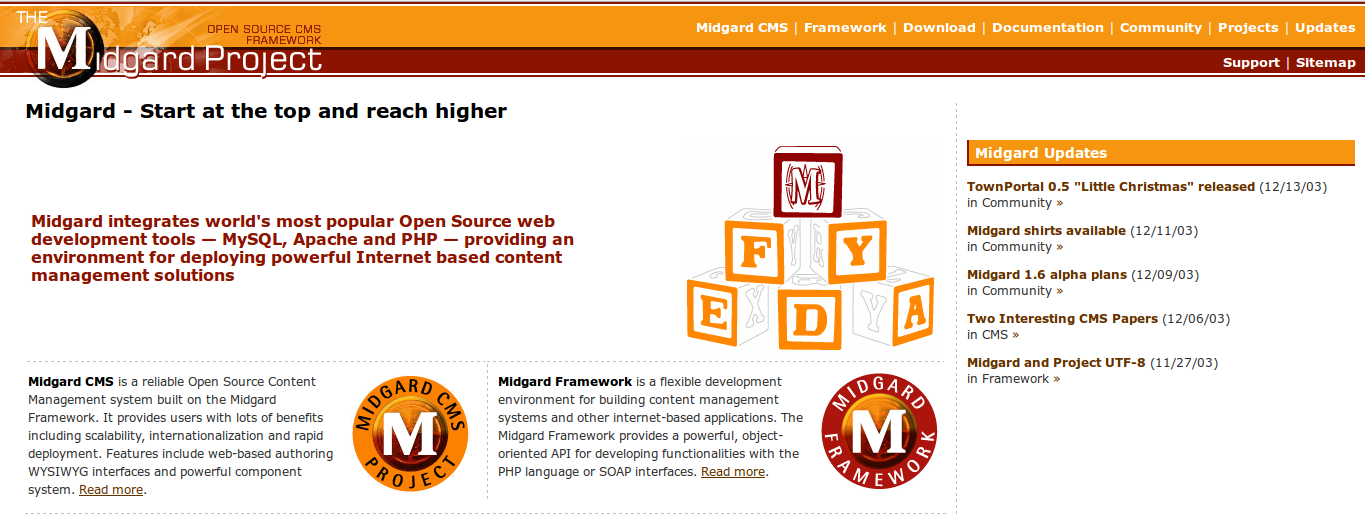 THE
Midgard Project
OPEN SOURCE CMS
FRAMEWORK
Midgard CMS | Framework | Download | Documentation | Community | Projects | Updates
Support | Sitemap
Midgard – Start at the top and reach higher
Midgard integrates world's most popular Open Source web
development tools — MySQL, Apache and PHP — providing an
environment for deploying powerful Internet based content
management solutions
M
F Y
E D A
Midgard CMS is a reliable Open Source Content
Management system built on the Midgard
Framework. It provides users with lots of benefits
including scalability, internationalization and rapid
deployment. Features include web-based authoring
WYSIWYG interfaces and powerful component
system. Read more.
MIDGARD CMS
M
PROJECT
Midgard Framework is a flexible development
environment for building content management
systems and other internet-based applications. The
Midgard Framework provides a powerful, object-
oriented API for developing functionalities with the
PHP language or SOAP interfaces. Read more.
MIDGARD
M
FRAMEWORK
Midgard Updates
TownPortal 0.5 "Little Christmas" released (12/13/03)
in Community »
Midgard shirts available (12/11/03)
in Community »
Midgard 1.6 alpha plans (12/09/03)
in Community »
Two Interesting CMS Papers (12/06/03)
in CMS »
Midgard and Project UTF-8 (11/27/03)
in Framework »